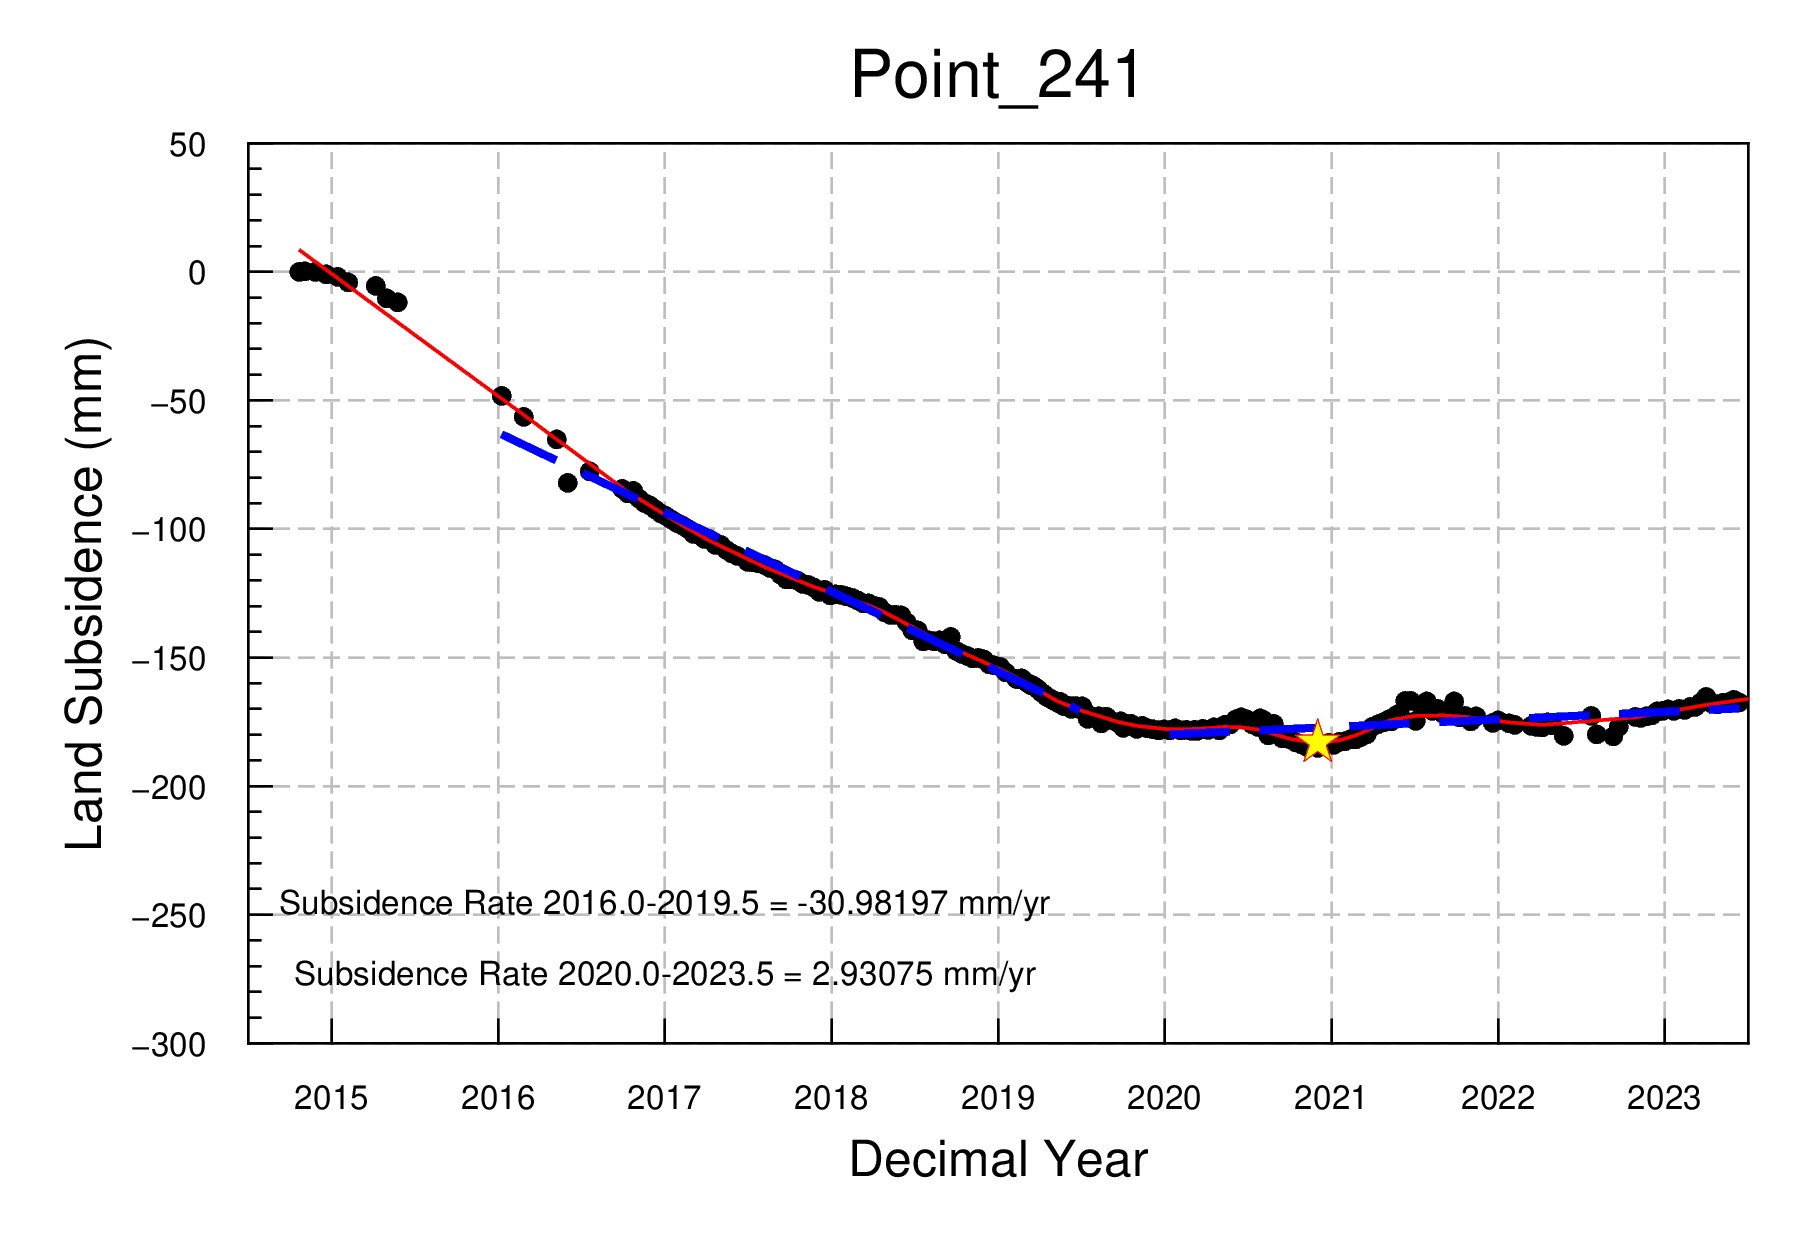 Point_241
50
0
−50
−100
−150
−200
−250
−300
Land Subsidence (mm)
Subsidence Rate 2016.0-2019.5 = -30.98197 mm/yr
Subsidence Rate 2020.0-2023.5 = 2.93075 mm/yr
2015 2016 2017 2018 2019 2020 2021 2022 2023
Decimal Year